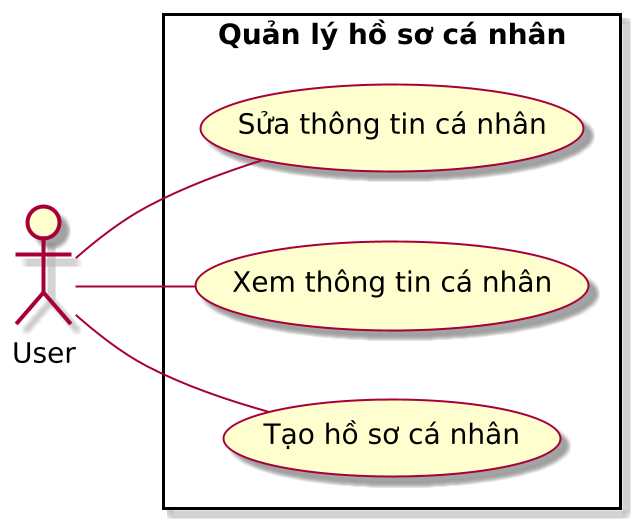 Quản lý hồ sơ cá nhân
Sửa thông tin cá nhân
Xem thông tin cá nhân
User
Tạo hồ sơ cá nhân